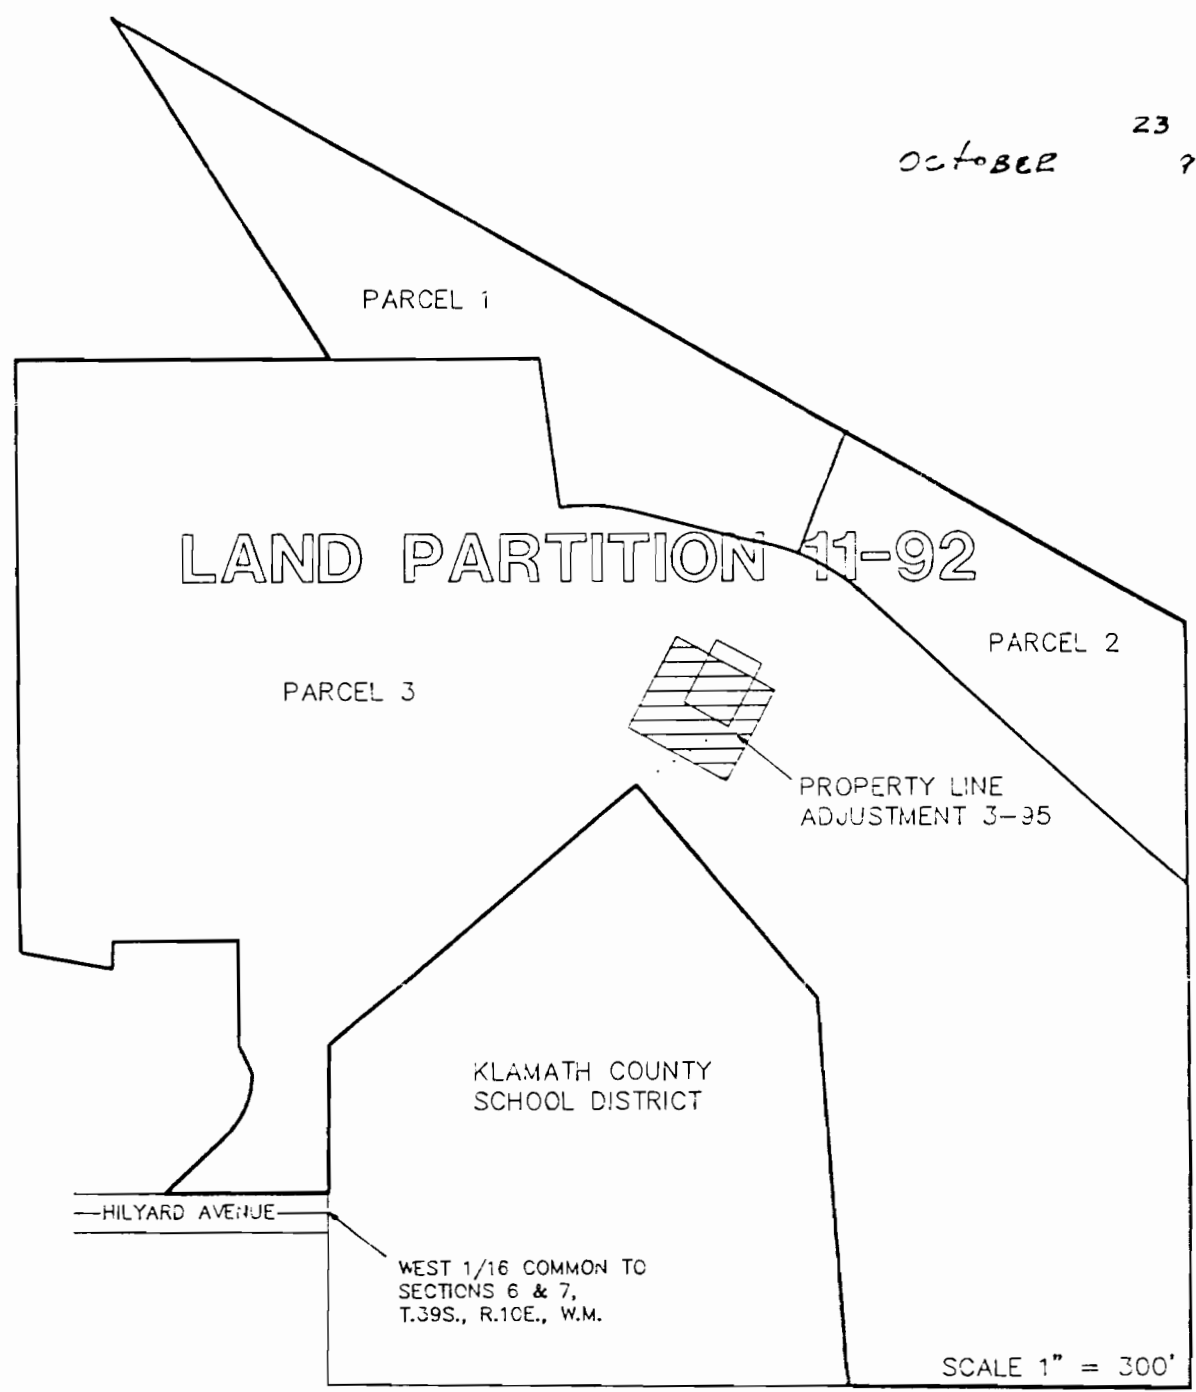 23
OCTOBER
PARCEL 1
LAND PARTITION 11-92
PARCEL 2
PARCEL 3
PROPERTY LINE
ADJUSTMENT 3-95
KLAMATH COUNTY
SCHOOL DISTRICT
HILYARD AVENUE
WEST 1/16 COMMON TO
SECTIONS 6 & 7,
T.39S., R.10E., W.M.
SCALE 1" = 300'